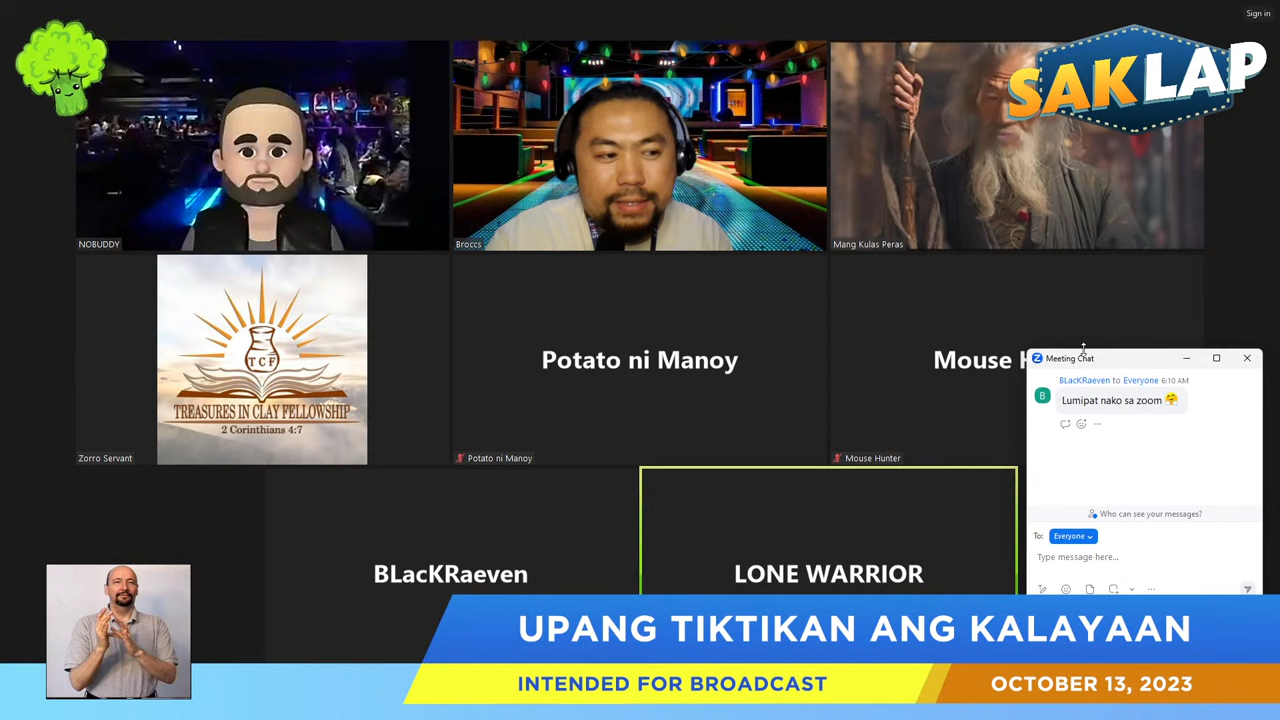 Sign in
SAKLAP
NOBUDDY
Broccs
Mang Kulas Peras
TCF
TREASURES IN CLAY FELLOWSHIP
2 Corinthians 4:7
Zorro Servant
Potato ni Manoy
Potato ni Manoy
Mouse H
Mouse Hunter
Meeting Chat
BLacKRaeven to Everyone 6:10 AM
B
Lumipat nako sa zoom 🤗
Who can see your messages?
To: Everyone
Type message here...
BLacKRaeven
LONE WARRIOR
UPANG TIKTIKAN ANG KALAYAAN
INTENDED FOR BROADCAST
OCTOBER 13, 2023